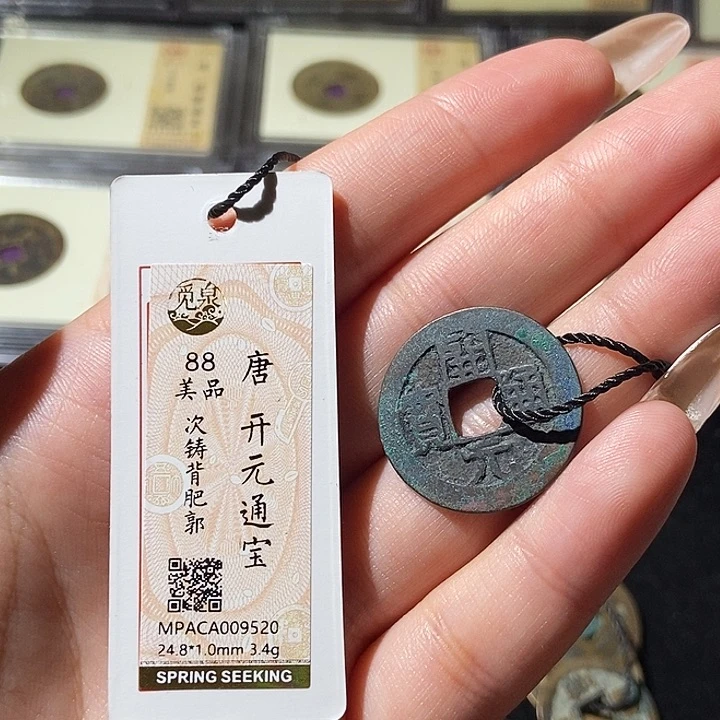 觅泉
88
美品
唐 开元通宝
次铸背肥郭
MPACA009520
24.8*1.0mm 3.4g
SPRING SEEKING